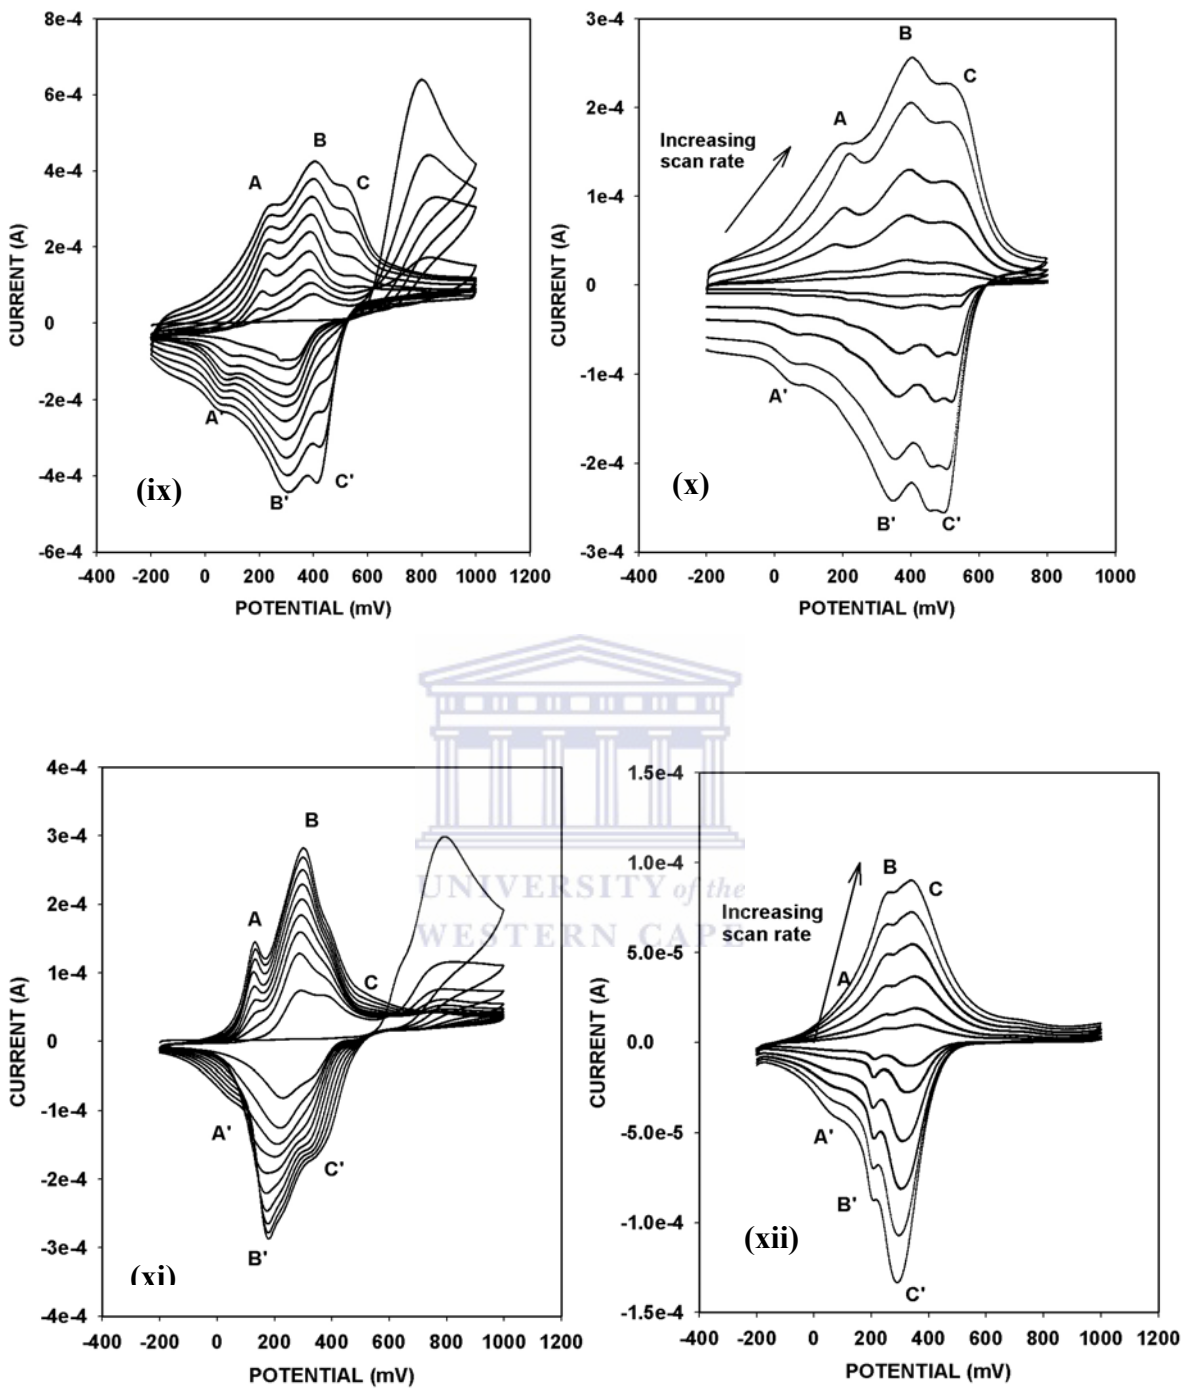 8e-4
6e-4
4e-4
2e-4
0
-2e-4
-4e-4
-6e-4
CURRENT (A)
-400 -200 0 200 400 600 800 1000 1200
POTENTIAL (mV)
A
B
C
A'
B'
C'
(ix)
3e-4
2e-4
1e-4
0
-1e-4
-2e-4
-3e-4
CURRENT (A)
-400 -200 0 200 400 600 800 1000
POTENTIAL (mV)
Increasing
scan rate
A
B
C
A'
B'
C'
(x)
UNIVERSITY of the
WESTERN CAPE
4e-4
3e-4
2e-4
1e-4
0
-1e-4
-2e-4
-3e-4
-4e-4
CURRENT (A)
-400 -200 0 200 400 600 800 1000 1200
POTENTIAL (mV)
A
B
C
A'
B'
C'
(xi)
1.5e-4
1.0e-4
5.0e-5
0.0
-5.0e-5
-1.0e-4
-1.5e-4
CURRENT (A)
-400 -200 0 200 400 600 800 1000 1200
POTENTIAL (mV)
Increasing
scan rate
A
B
C
A'
B'
C'
(xii)